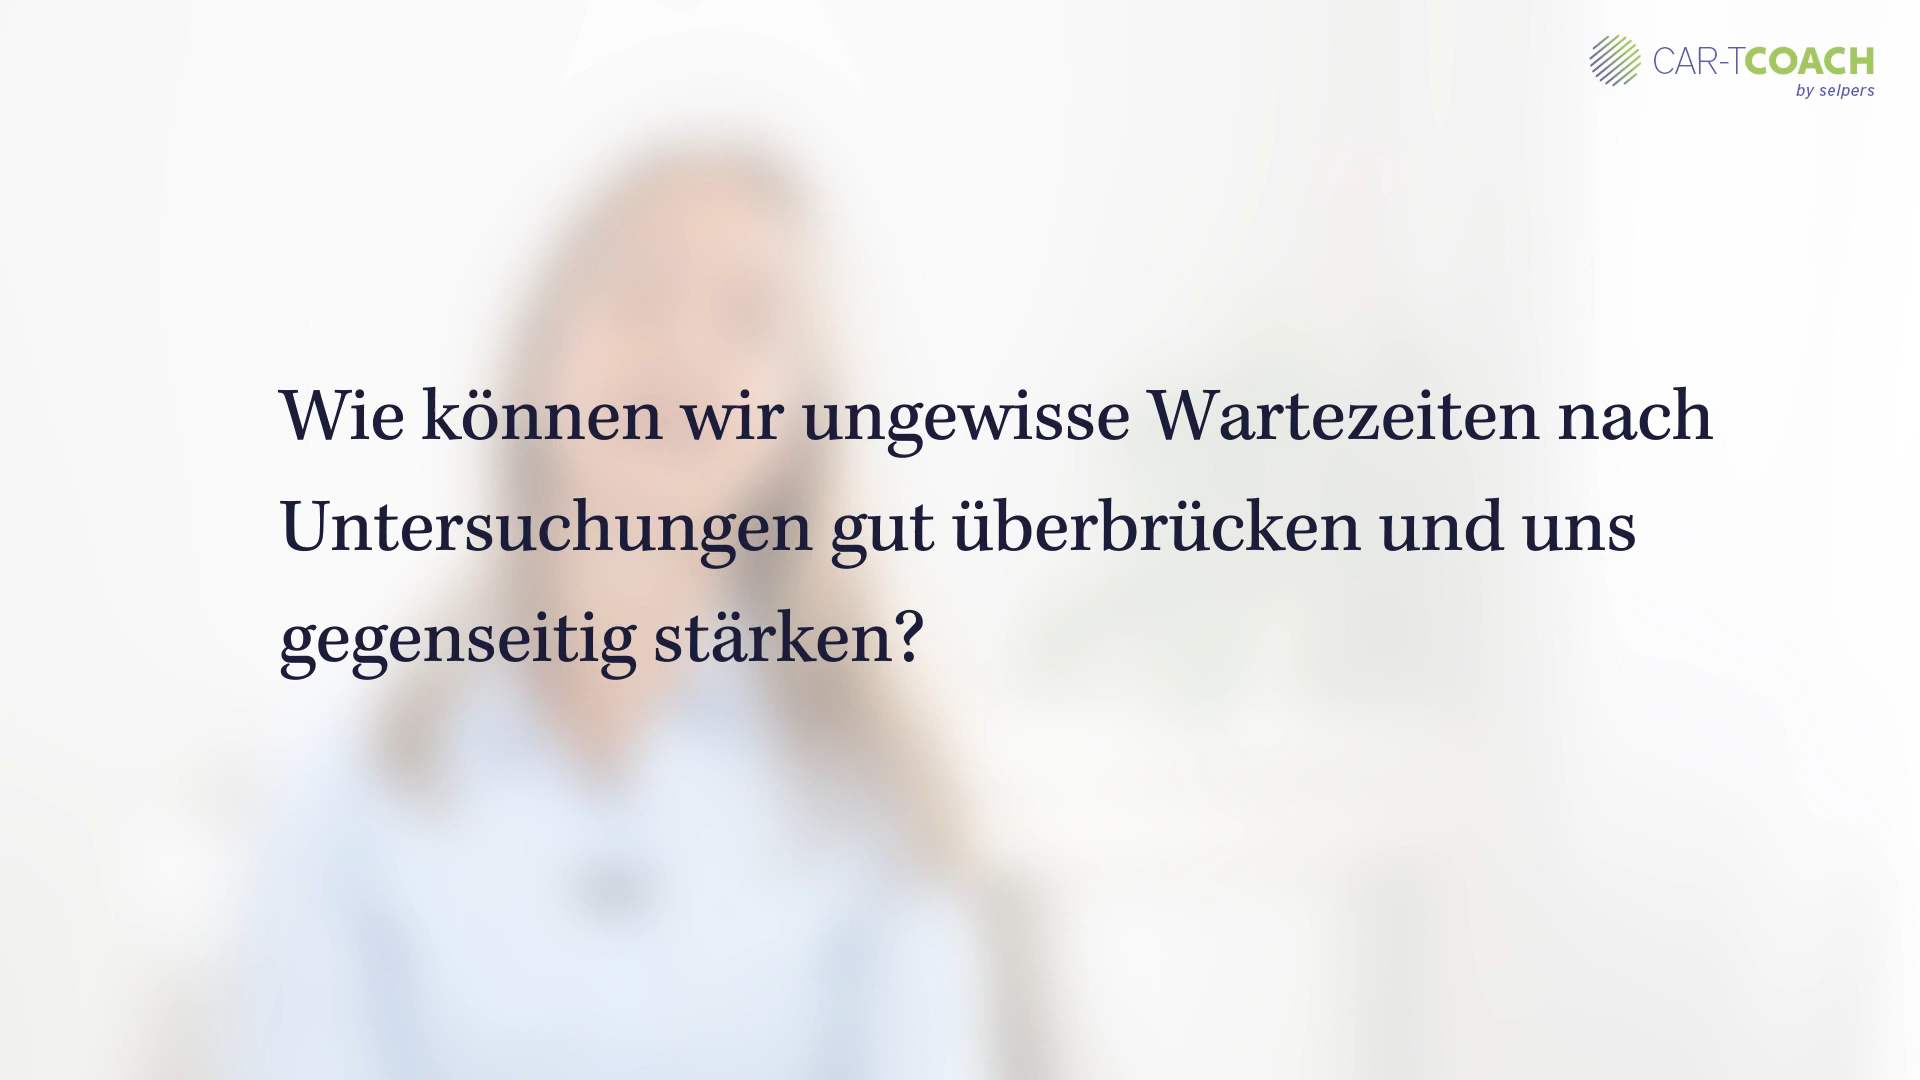 CAR-TCOACH
by selpers
Wie können wir ungewisse Wartezeiten nach
Untersuchungen gut überbrücken und uns
gegenseitig stärken?